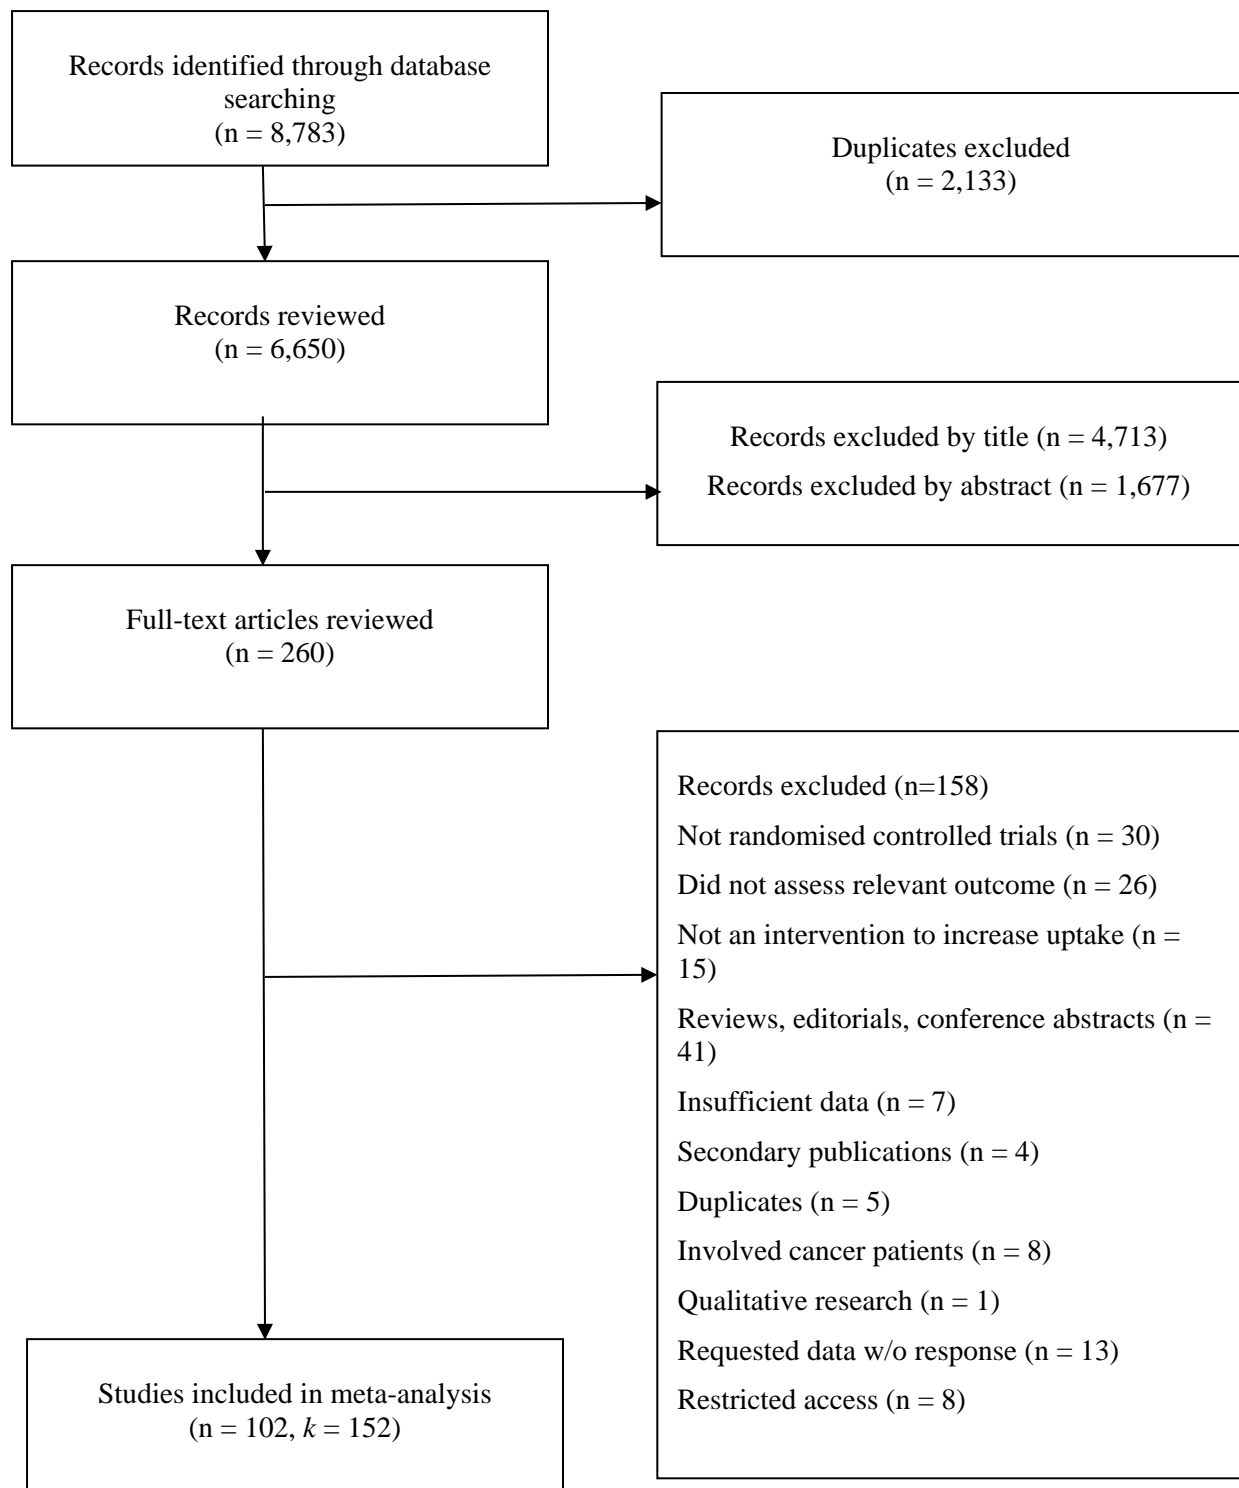 Records identified through database
searching
(n = 8,783)
Duplicates excluded
(n = 2,133)
Records reviewed
(n = 6,650)
Records excluded by title (n = 4,713)
Records excluded by abstract (n = 1,677)
Full-text articles reviewed
(n = 260)
Records excluded (n=158)
Not randomised controlled trials (n = 30)
Did not assess relevant outcome (n = 26)
Not an intervention to increase uptake (n =
15)
Reviews, editorials, conference abstracts (n =
41)
Insufficient data (n = 7)
Secondary publications (n = 4)
Duplicates (n = 5)
Involved cancer patients (n = 8)
Qualitative research (n = 1)
Requested data w/o response (n = 13)
Restricted access (n = 8)
Studies included in meta-analysis
(n = 102, k = 152)